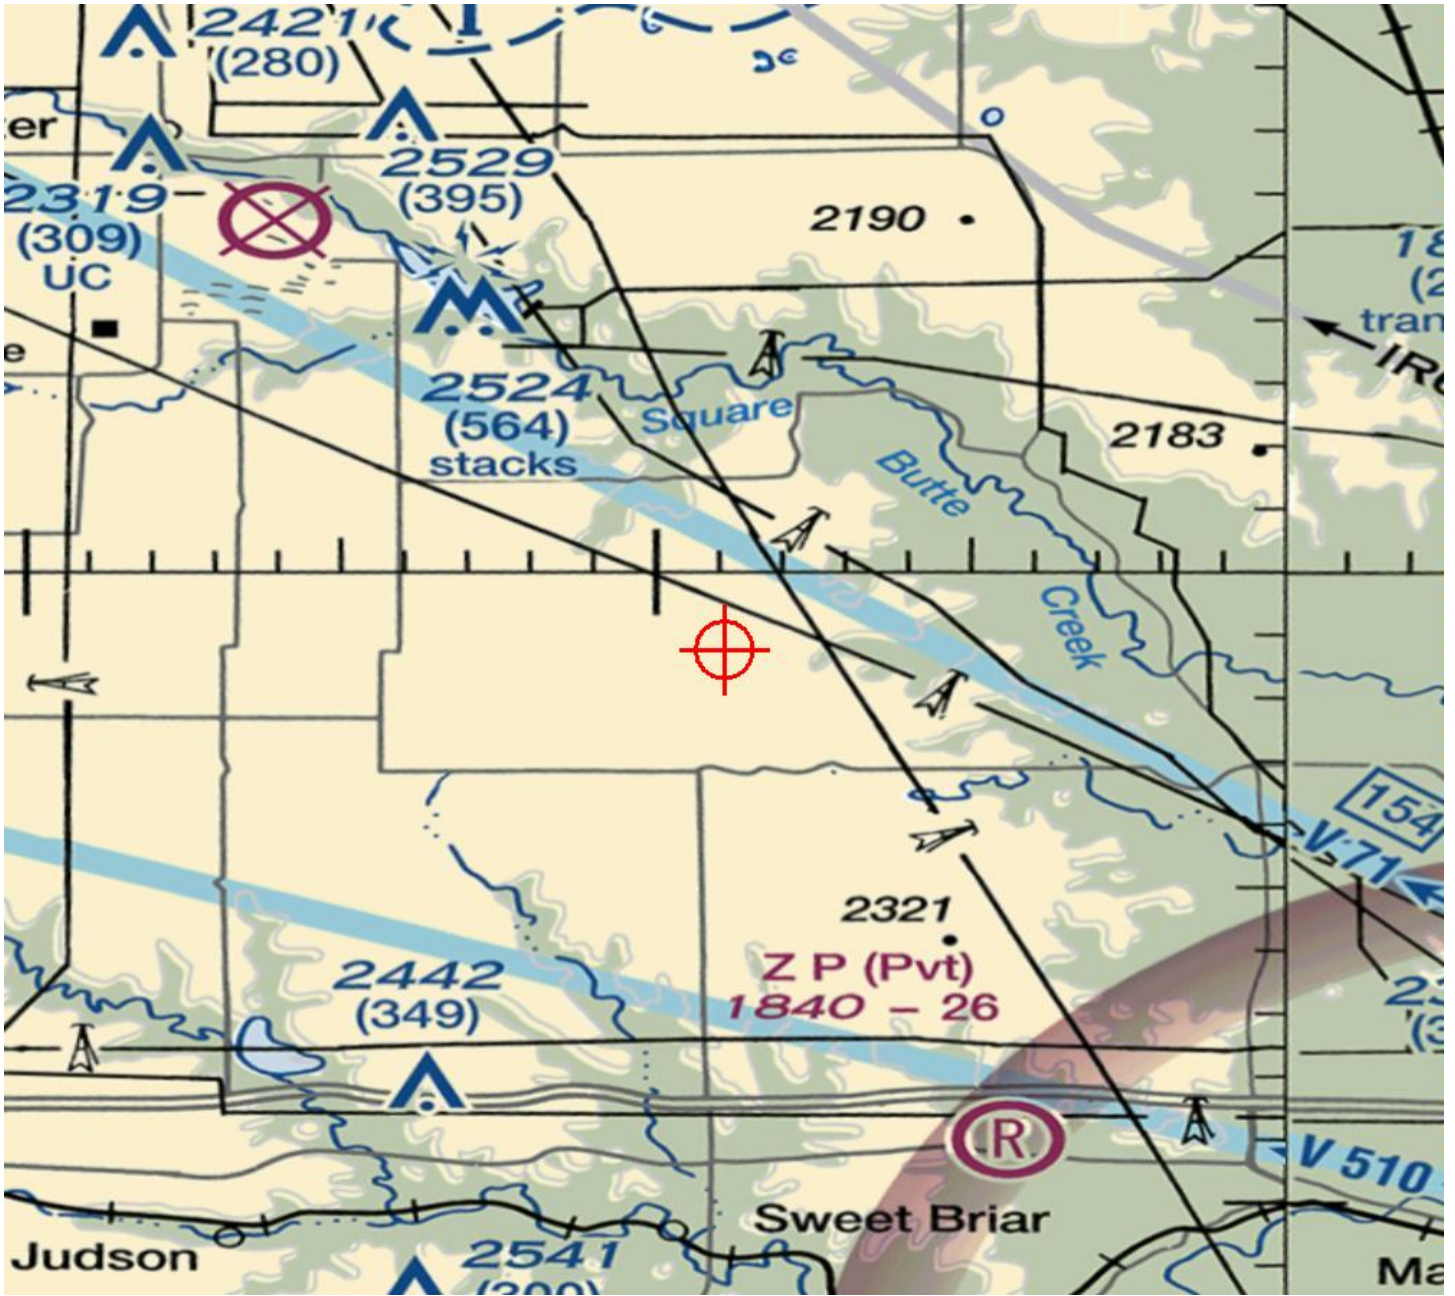 2421
(280)
er
2529
(395)
2319
(309)
UC
2190
2524
(564)
stacks
Square
Butte
Creek
2183
e
154
V 71
2321
Z P (Pvt)
1840 – 26
2442
(349)
R
V 510
Sweet Briar
Judson
2541